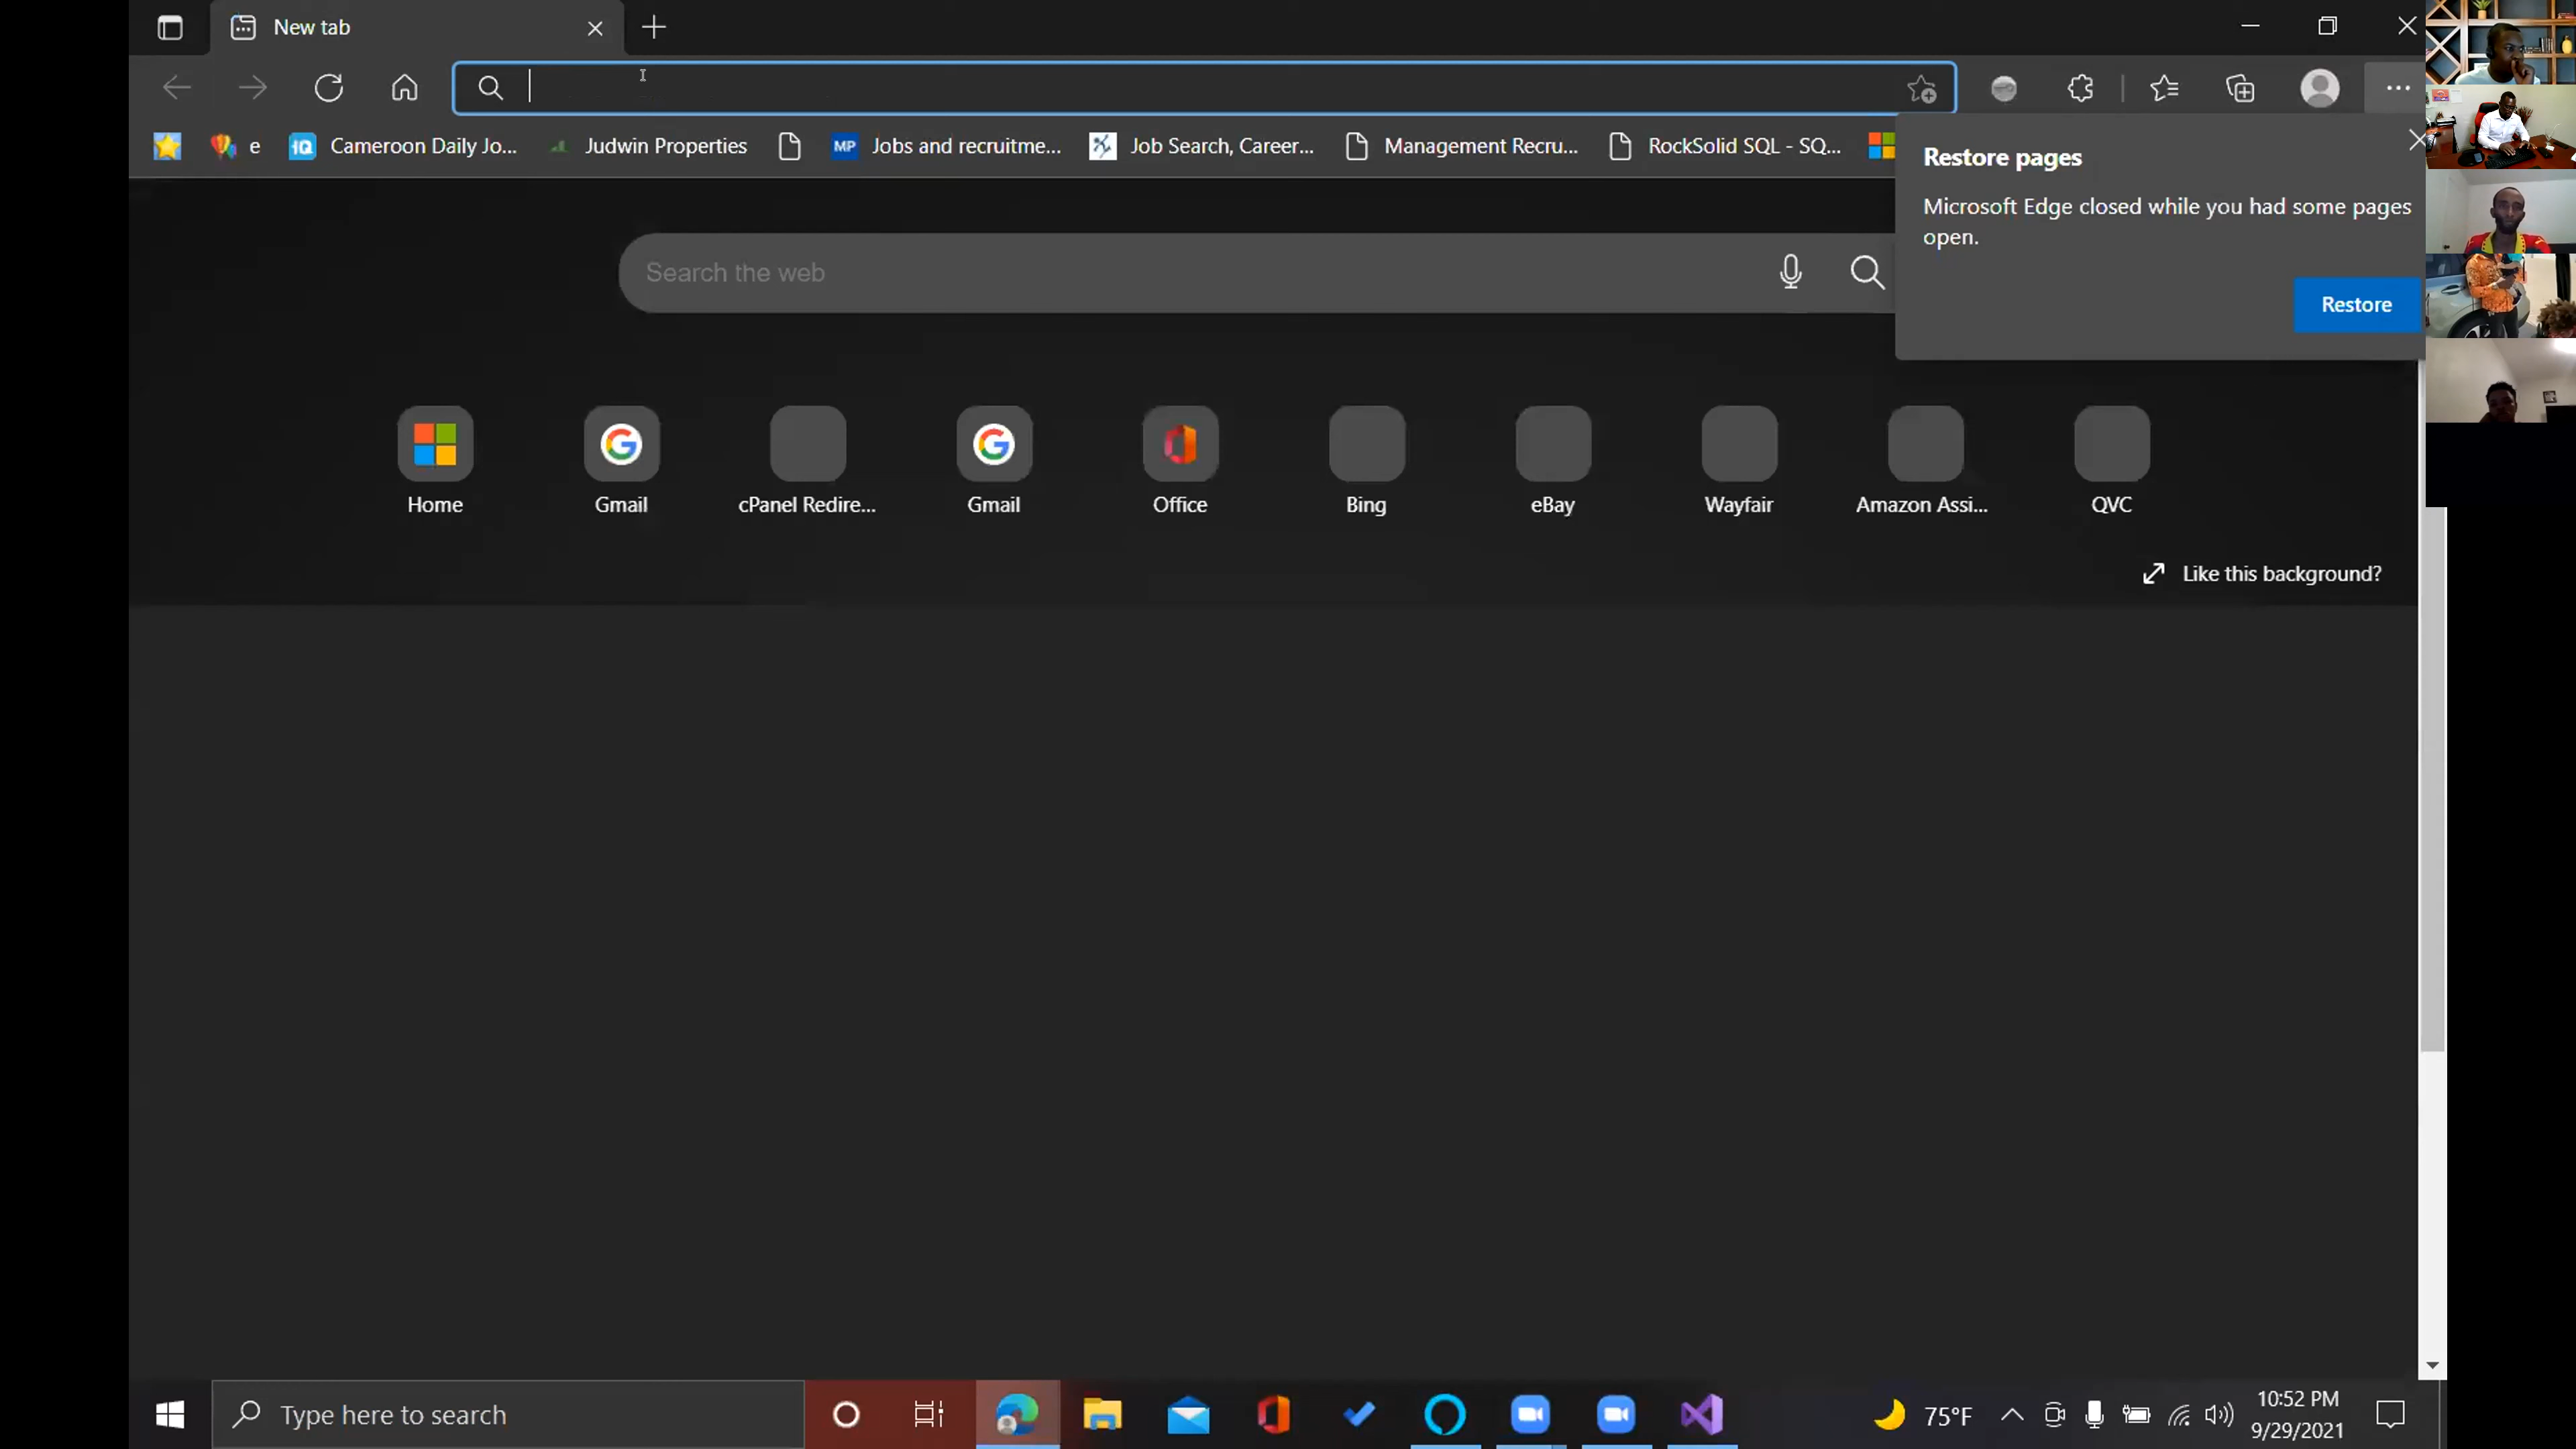 New tab
e
Cameroon Daily Jo...
Judwin Properties
MP
Jobs and recruitme...
Job Search, Career...
Management Recru...
RockSolid SQL - SQ...
Restore pages
Microsoft Edge closed while you had some pages
open.
Restore
Search the web
Home
Gmail
cPanel Redire...
Gmail
Office
Bing
eBay
Wayfair
Amazon Assi...
QVC
Like this background?
Type here to search
75°F
10:52 PM
9/29/2021